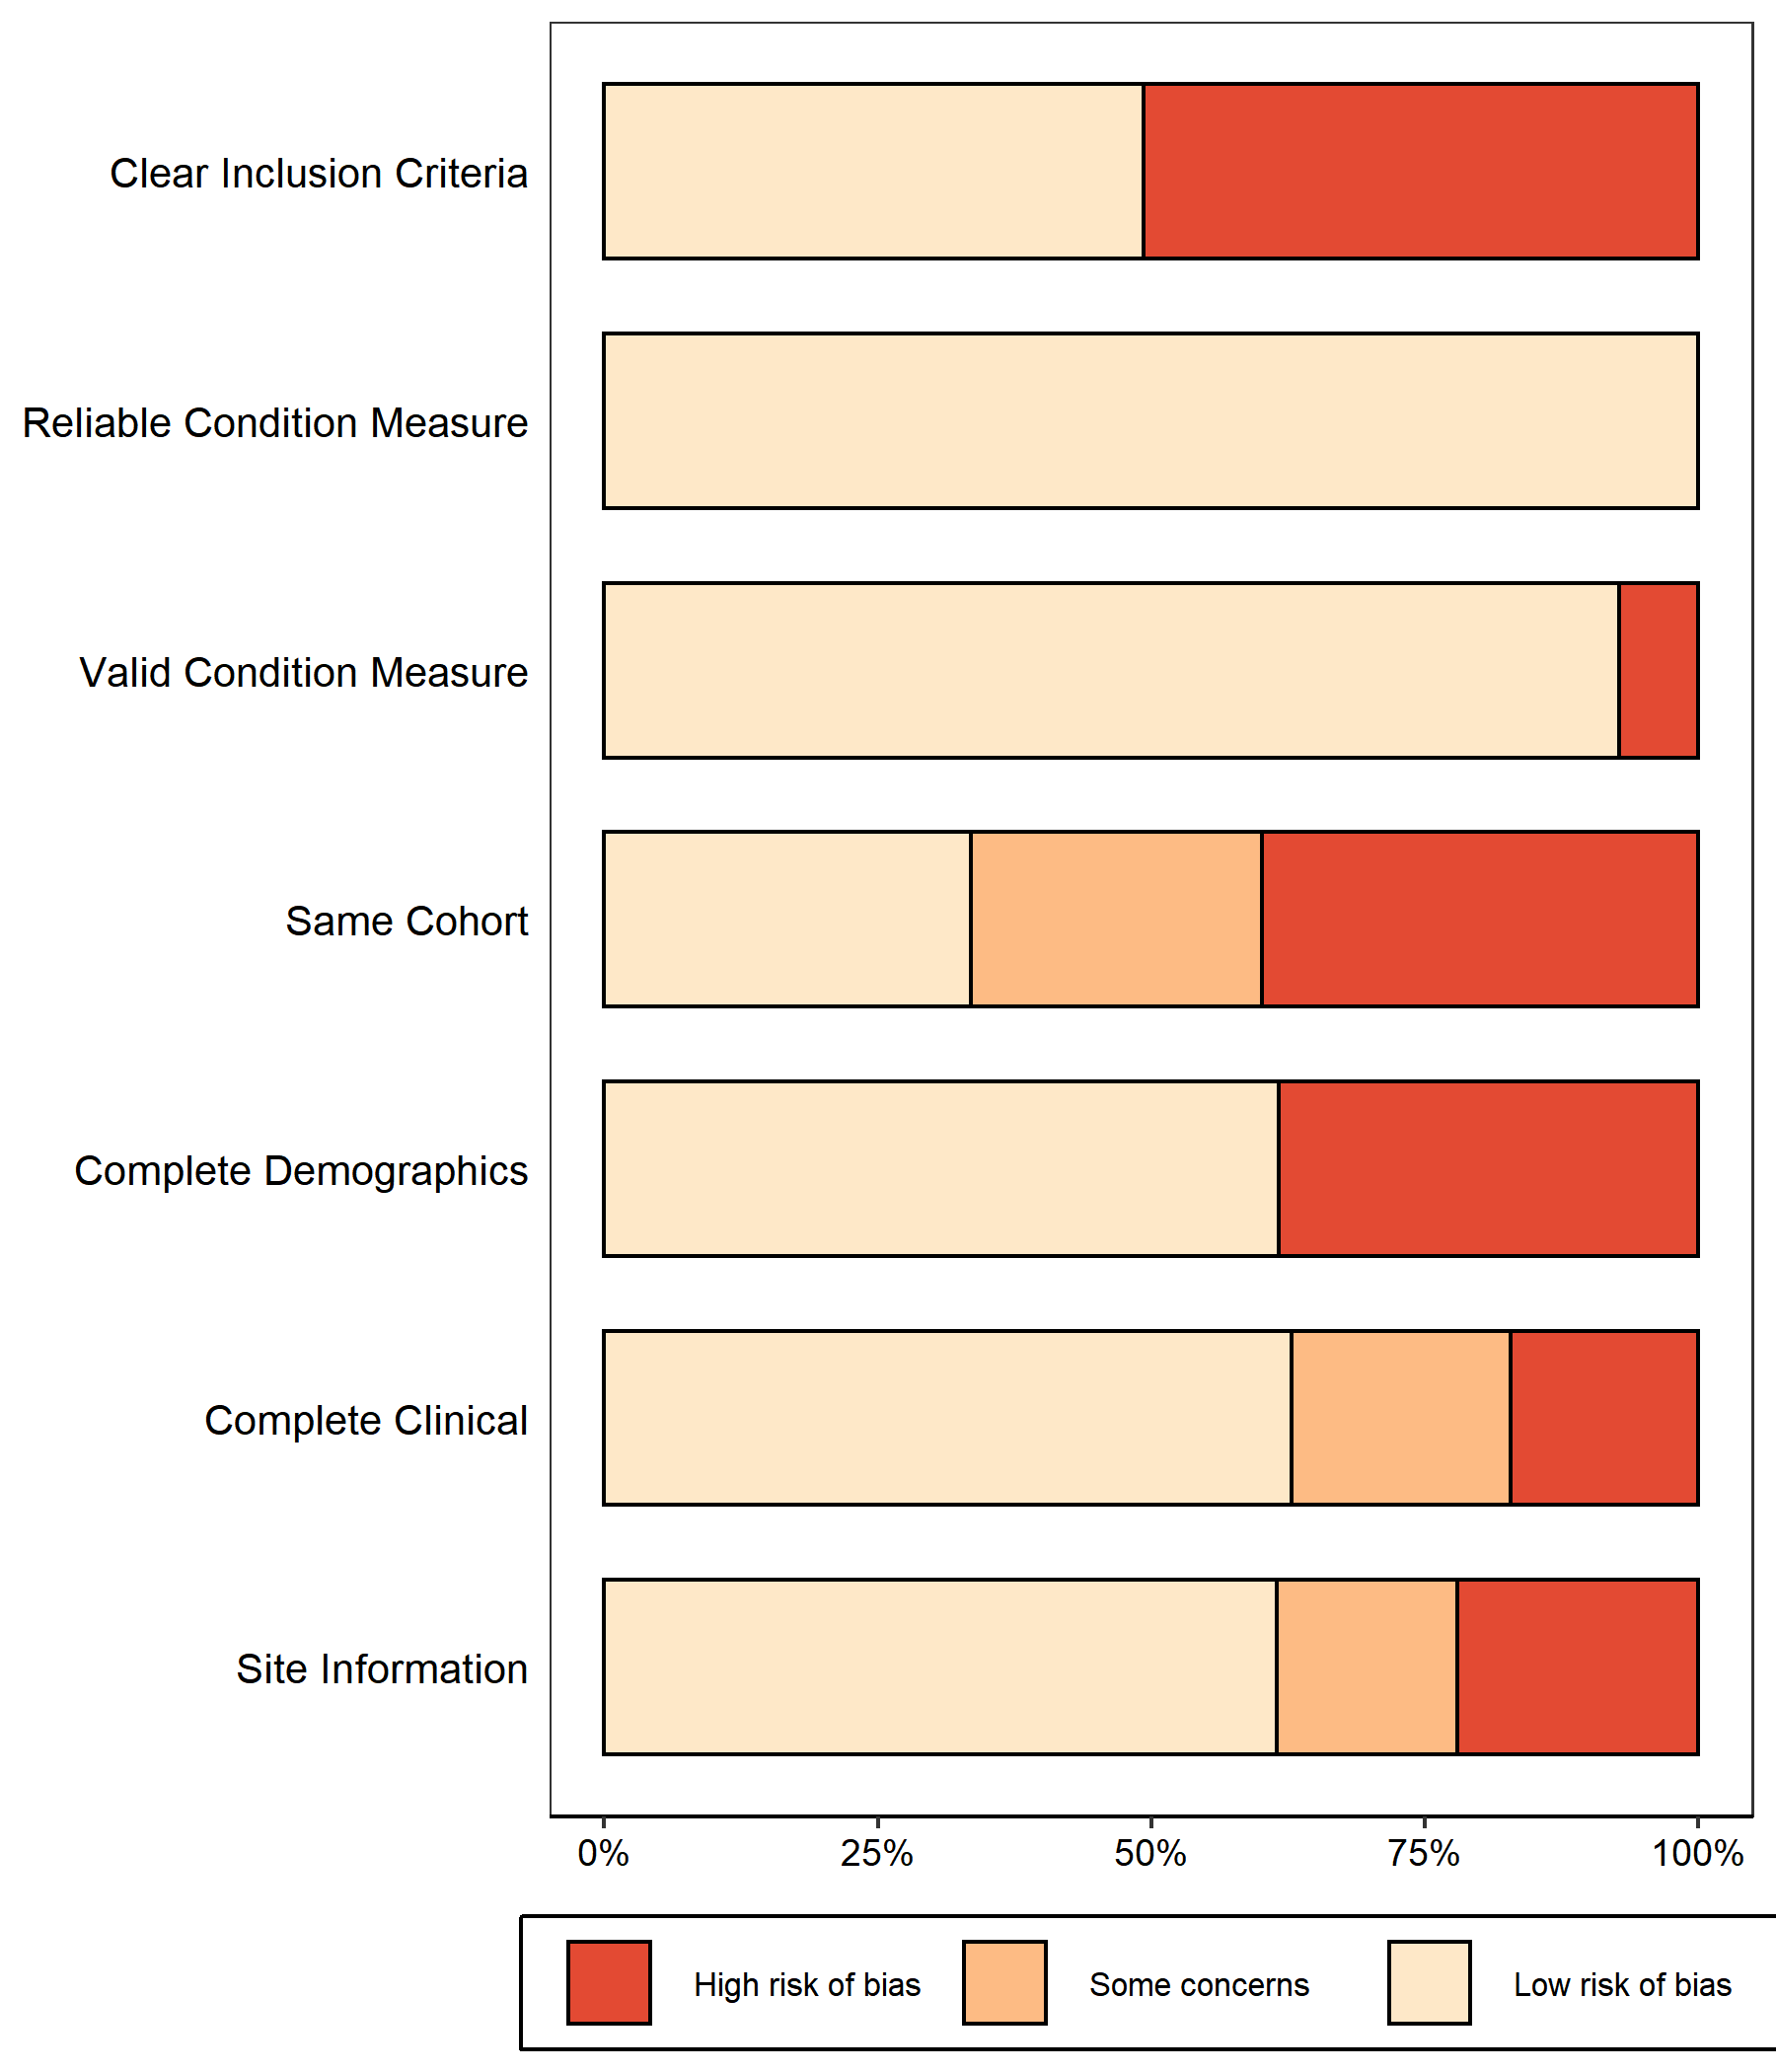 Clear Inclusion Criteria
Reliable Condition Measure
Valid Condition Measure
Same Cohort
Complete Demographics
Complete Clinical
Site Information
0% 25% 50% 75% 100%
High risk of bias Some concerns Low risk of bias